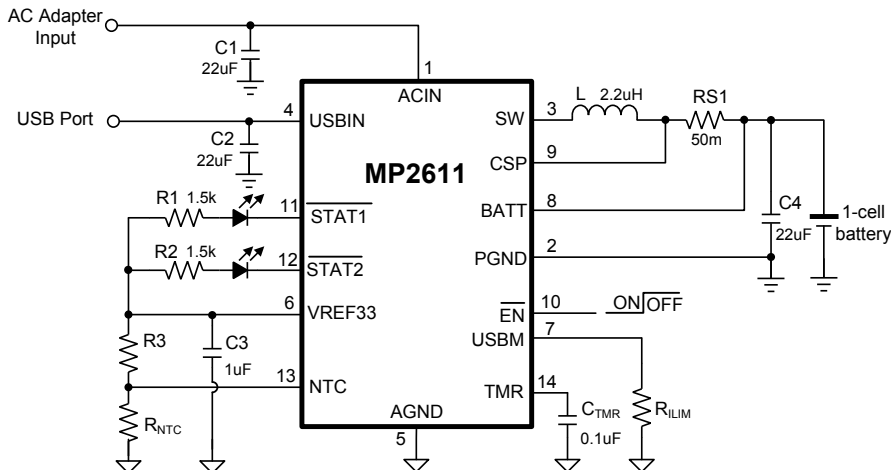 AC Adapter
Input
C1
22uF
1
ACIN
USB Port
4
USBIN
C2
22uF
MP2611
SW
3
L
2.2uH
RS1
50m
CSP
9
R1 1.5k
11
STAT1
BATT
8
C4
22uF
1-cell
battery
R2 1.5k
12
STAT2
PGND
2
6
VREF33
EN
10
ON OFF
R3
C3
1uF
USBM
7
13
NTC
TMR
14
RNTC
AGND
5
CTMR
0.1uF
RILIM